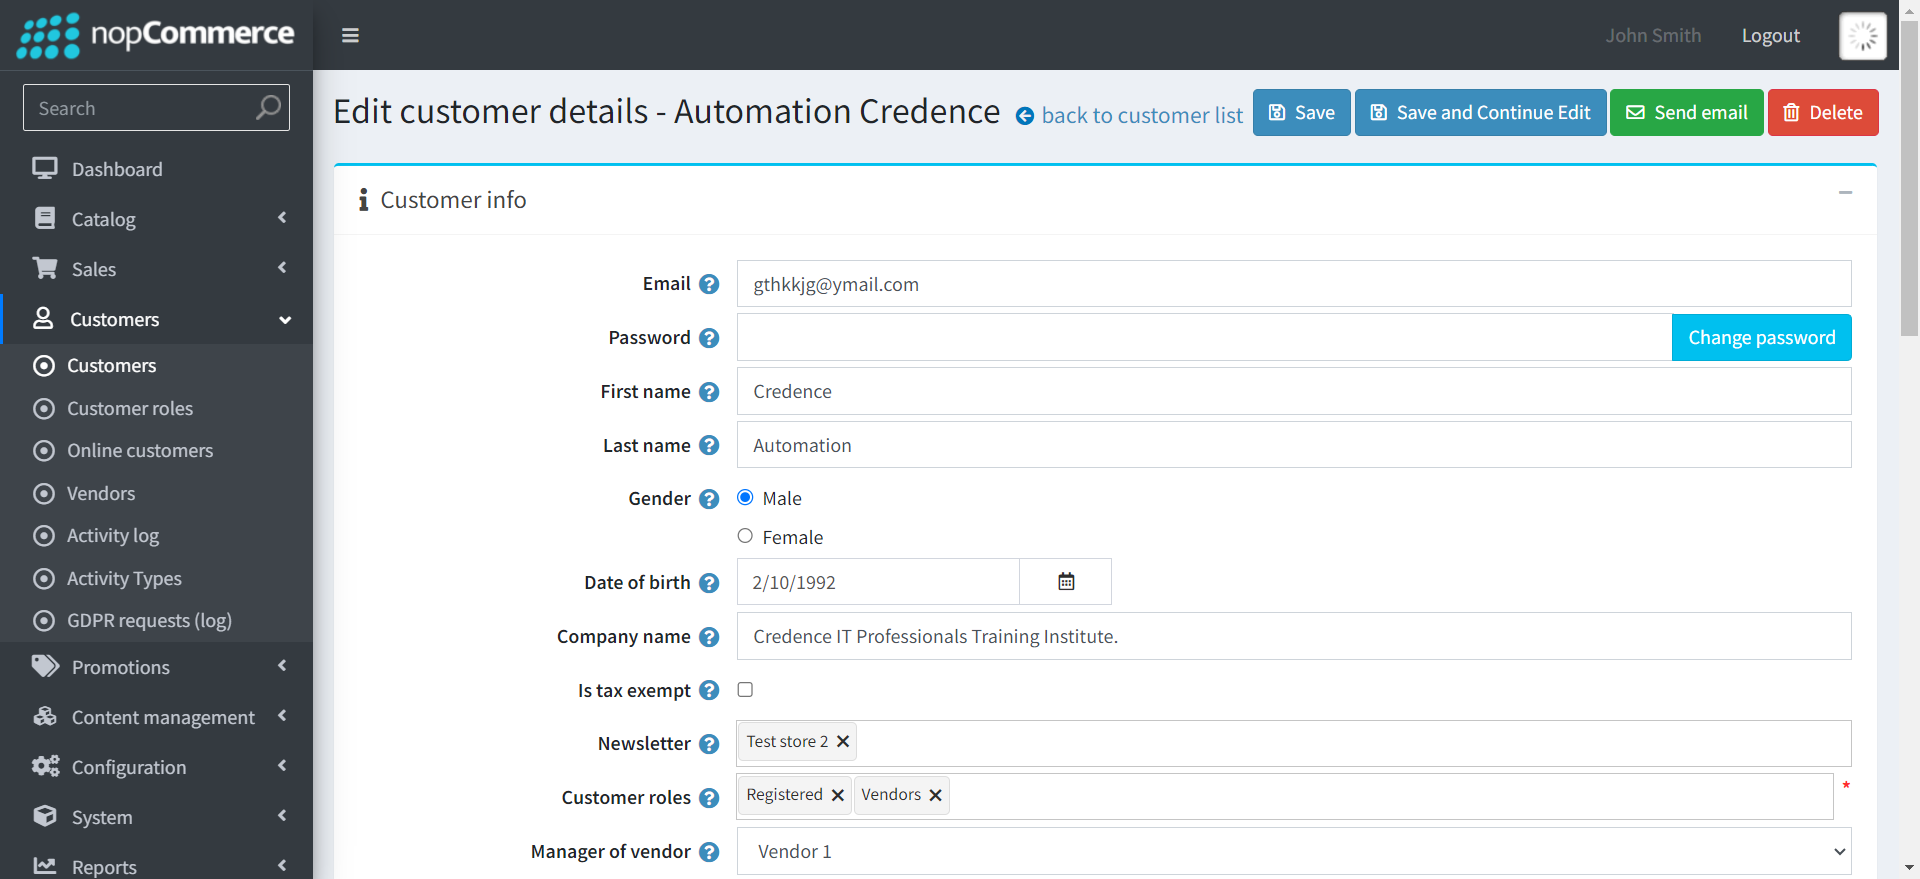 nopCommerce
John Smith
Logout
Search
Dashboard
Catalog
Sales
Customers
Customers
Customer roles
Online customers
Vendors
Activity log
Activity Types
GDPR requests (log)
Promotions
Content management
Configuration
System
Reports
Edit customer details - Automation Credence
back to customer list
Save
Save and Continue Edit
Send email
Delete
Customer info
Email
gthkkjg@ymail.com
Password
Change password
First name
Credence
Last name
Automation
Gender
Male
Female
Date of birth
2/10/1992
Company name
Credence IT Professionals Training Institute.
Is tax exempt
Newsletter
Test store 2
Customer roles
Registered
Vendors
*
Manager of vendor
Vendor 1